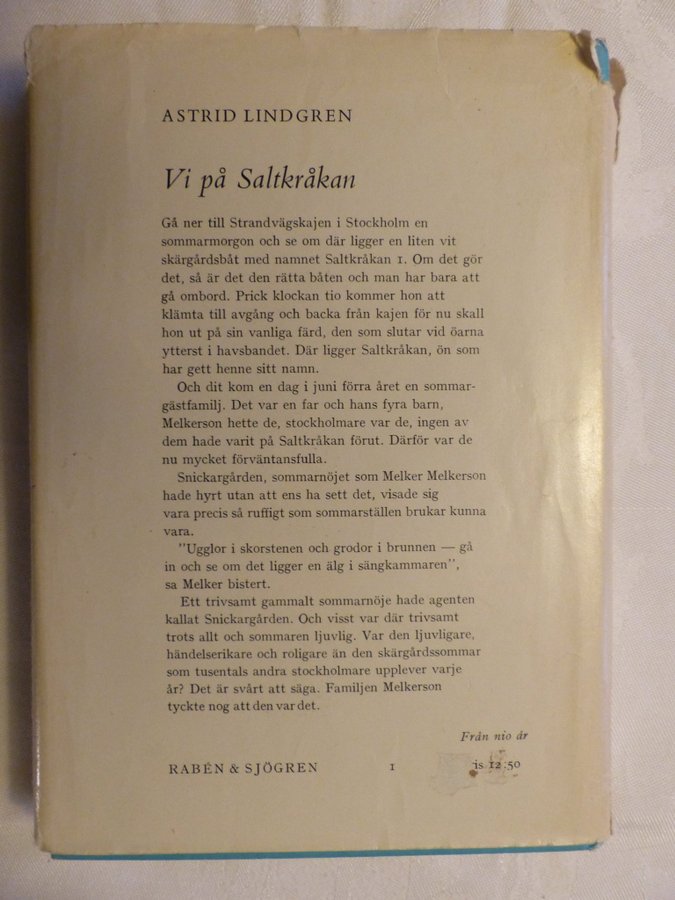 ASTRID LINDGREN
Vi på Saltkråkan
Gå ner till Strandvägskajen i Stockholm en
sommarmorgon och se om där ligger en liten vit
skärgårdsbåt med namnet Saltkråkan I. Om det gör
det, så är det den rätta båten och man har bara att
gå ombord. Prick klockan tio kommer hon att
klämta till avgång och backa från kajen för nu skall
hon ut på sin vanliga färd, den som slutar vid öarna
ytterst i havsbandet. Där ligger Saltkråkan, ön som
har gett henne sitt namn.
Och dit kom en dag i juni förra året en sommar-
gästfamilj. Det var en far och hans fyra barn,
Melkerson hette de, stockholmare var de, ingen av
dem hade varit på Saltkråkan förut. Därför var de
nu mycket förväntansfulla.
Snickargården, sommarnöjet som Melker Melkerson
hade hyrt utan att ens ha sett det, visade sig
vara precis så ruffigt som sommarställen brukar kunna
vara.
"Ugglor i skorstenen och grodor i brunnen — gå
in och se om det ligger en älg i sängkammaren",
sa Melker bistert.
Ett trivsamt gammalt sommarnöje hade agenten
kallat Snickargården. Och visst var där trivsamt
trots allt och sommaren ljuvlig. Var den ljuvligare,
händelserikare och roligare än den skärgårdssommar
som tusentals andra stockholmare upplever varje
år? Det är svårt att säga. Familjen Melkerson
tyckte nog att den var det.
Från nio år
RABÉN & SJÖGREN 1 is 12:50